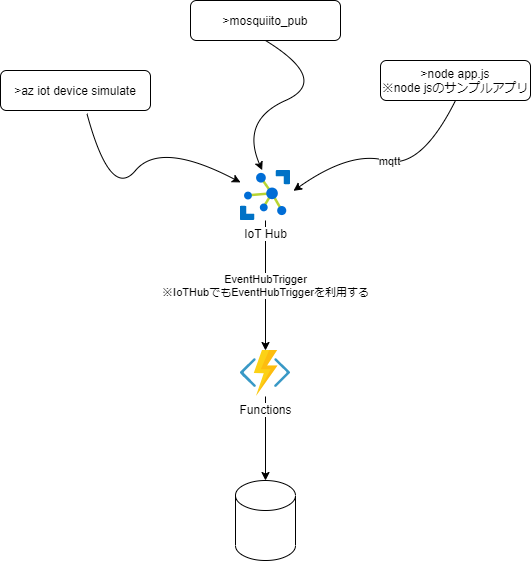 >mosquiito_pub
>az iot device simulate
>node app.js
※node jsのサンプルアプリ
mqtt
IoT Hub
EventHubTrigger
※IoTHubでもEventHubTriggerを利用する
Functions